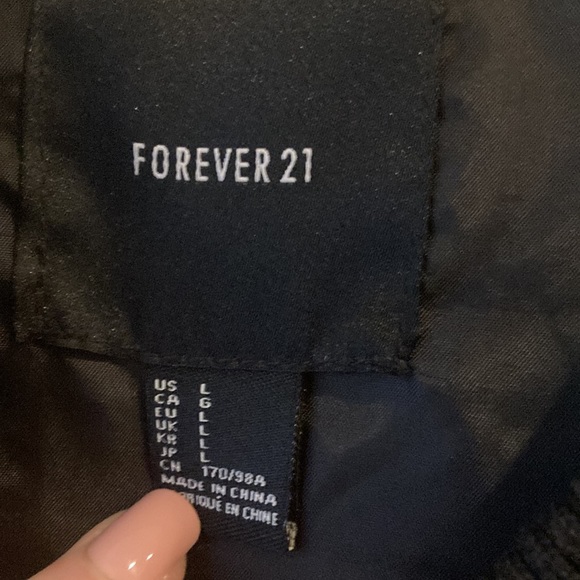 FOREVER 21
US L
CA G
EU L
UK L
KR L
JP L
CN 170/98A
MADE IN CHINA
EN CHINE